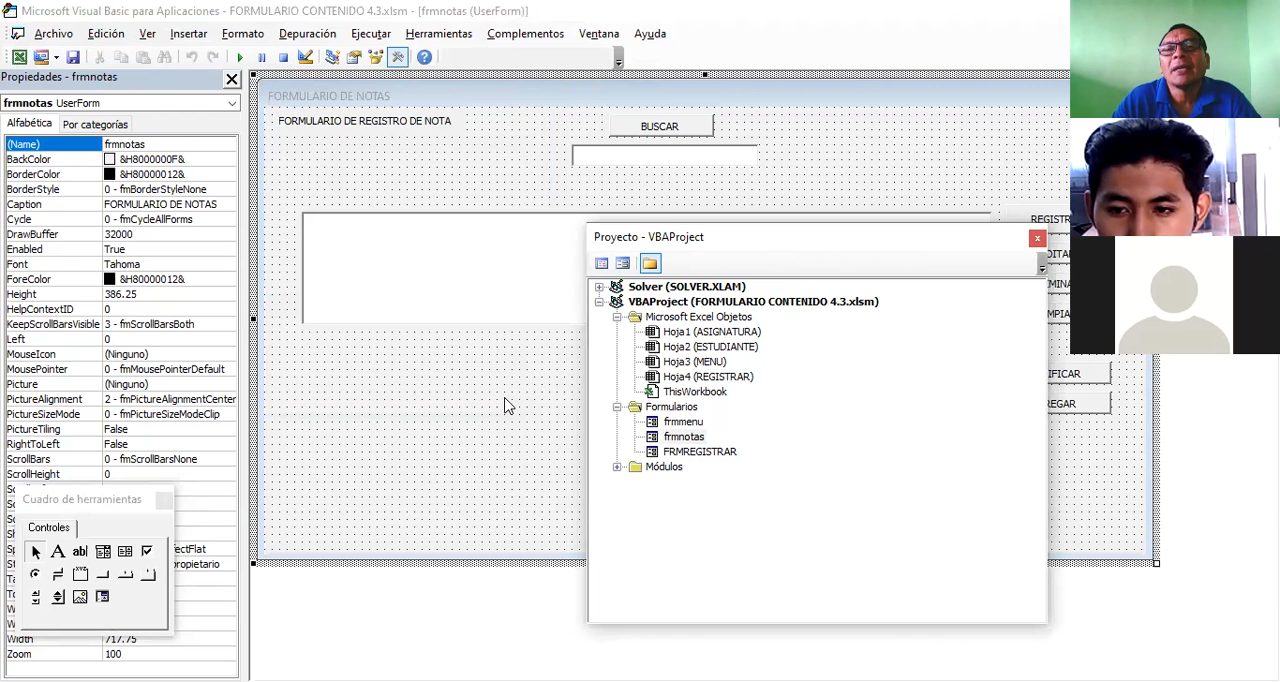 Microsoft Visual Basic para Aplicaciones - FORMULARIO CONTENIDO 4.3.xlsm - [frmnotas (UserForm)]
Archivo Edición Ver Insertar Formato Depuración Ejecutar Herramientas Complementos Ventana Ayuda
Propiedades - frmnotas
frmnotas UserForm
Alfabética Por categorías
(Name) frmnotas
BackColor &H8000000F&
BorderColor &H80000012&
BorderStyle 0 - fmBorderStyleNone
Caption FORMULARIO DE NOTAS
Cycle 0 - fmCycleAllForms
DrawBuffer 32000
Enabled True
Font Tahoma
ForeColor &H80000012&
Height 386.25
HelpContextID 0
KeepScrollBarsVisible 3 - fmScrollBarsBoth
Left 0
MouseIcon (Ninguno)
MousePointer 0 - fmMousePointerDefault
Picture (Ninguno)
PictureAlignment 2 - fmPictureAlignmentCenter
PictureSizeMode 0 - fmPictureSizeModeClip
PictureTiling False
RightToLeft False
ScrollBars 0 - fmScrollBarsNone
ScrollHeight 0
Cuadro de herramientas
Controles
Width 717.75
Zoom 100
FORMULARIO DE NOTAS
FORMULARIO DE REGISTRO DE NOTA
BUSCAR
REGISTR
DITAR
MINA
MPIA
IFICAR
REGAR
Proyecto - VBAProject
Solver (SOLVER.XLAM)
VBAProject (FORMULARIO CONTENIDO 4.3.xlsm)
Microsoft Excel Objetos
Hoja1 (ASIGNATURA)
Hoja2 (ESTUDIANTE)
Hoja3 (MENU)
Hoja4 (REGISTRAR)
ThisWorkbook
Formularios
frmmenu
frmnotas
FRMREGISTRAR
Módulos